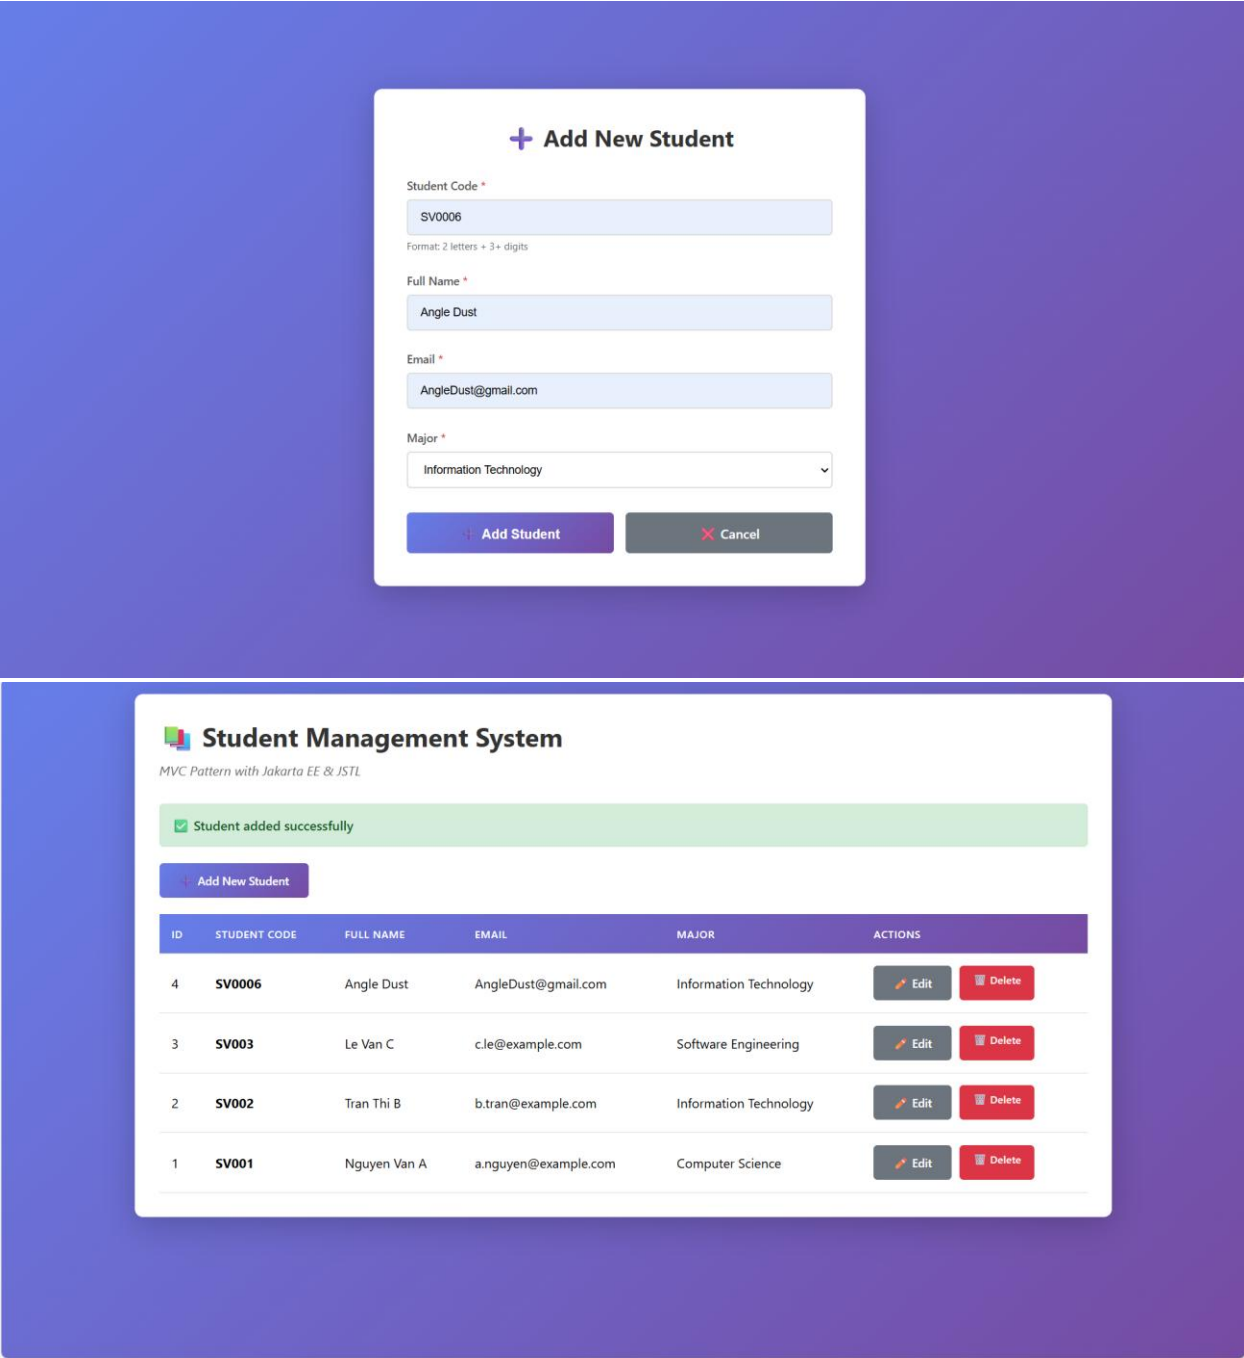 Add New Student
Student Code *
SV0006
Format: 2 letters + 3+ digits
Full Name *
Angle Dust
Email *
AngleDust@gmail.com
Major *
Information Technology
Add Student
Cancel
Student Management System
MVC Pattern with Jakarta EE & JSTL
Student added successfully
Add New Student
ID STUDENT CODE FULL NAME EMAIL MAJOR ACTIONS
4 SV0006 Angle Dust AngleDust@gmail.com Information Technology Edit Delete
3 SV003 Le Van C c.le@example.com Software Engineering Edit Delete
2 SV002 Tran Thi B b.tran@example.com Information Technology Edit Delete
1 SV001 Nguyen Van A a.nguyen@example.com Computer Science Edit Delete